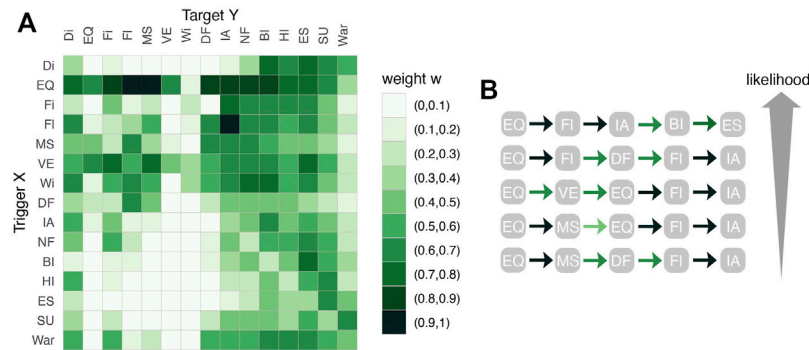 A
Target Y
Di EQ Fi Fl MS VE Wi DF IA NF BI HI ES SU War
Trigger X
Di
EQ
Fi
Fl
MS
VE
Wi
DF
IA
NF
BI
HI
ES
SU
War
weight w
(0,0.1)
(0.1,0.2)
(0.2,0.3)
(0.3,0.4)
(0.4,0.5)
(0.5,0.6)
(0.6,0.7)
(0.7,0.8)
(0.8,0.9)
(0.9,1)
B
likelihood
EQ Fl IA BI ES
EQ Fl DF Fl IA
EQ VE EQ Fl IA
EQ MS EQ Fl IA
EQ MS DF Fl IA